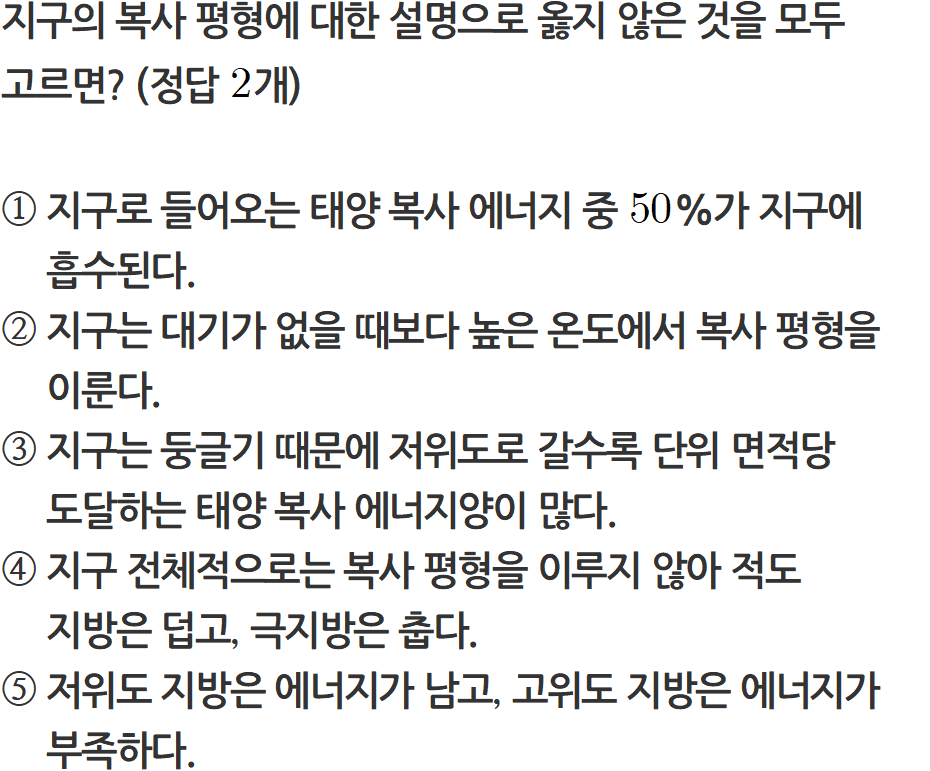 지구의 복사 평형에 대한 설명으로 옳지 않은 것을 모두
고르면? (정답 2개)
① 지구로 들어오는 태양 복사 에너지 중 50%가 지구에
흡수된다.
② 지구는 대기가 없을 때보다 높은 온도에서 복사 평형을
이룬다.
③ 지구는 둥글기 때문에 저위도로 갈수록 단위 면적당
도달하는 태양 복사 에너지양이 많다.
④ 지구 전체적으로는 복사 평형을 이루지 않아 적도
지방은 덥고, 극지방은 춥다.
⑤ 저위도 지방은 에너지가 남고, 고위도 지방은 에너지가
부족하다.